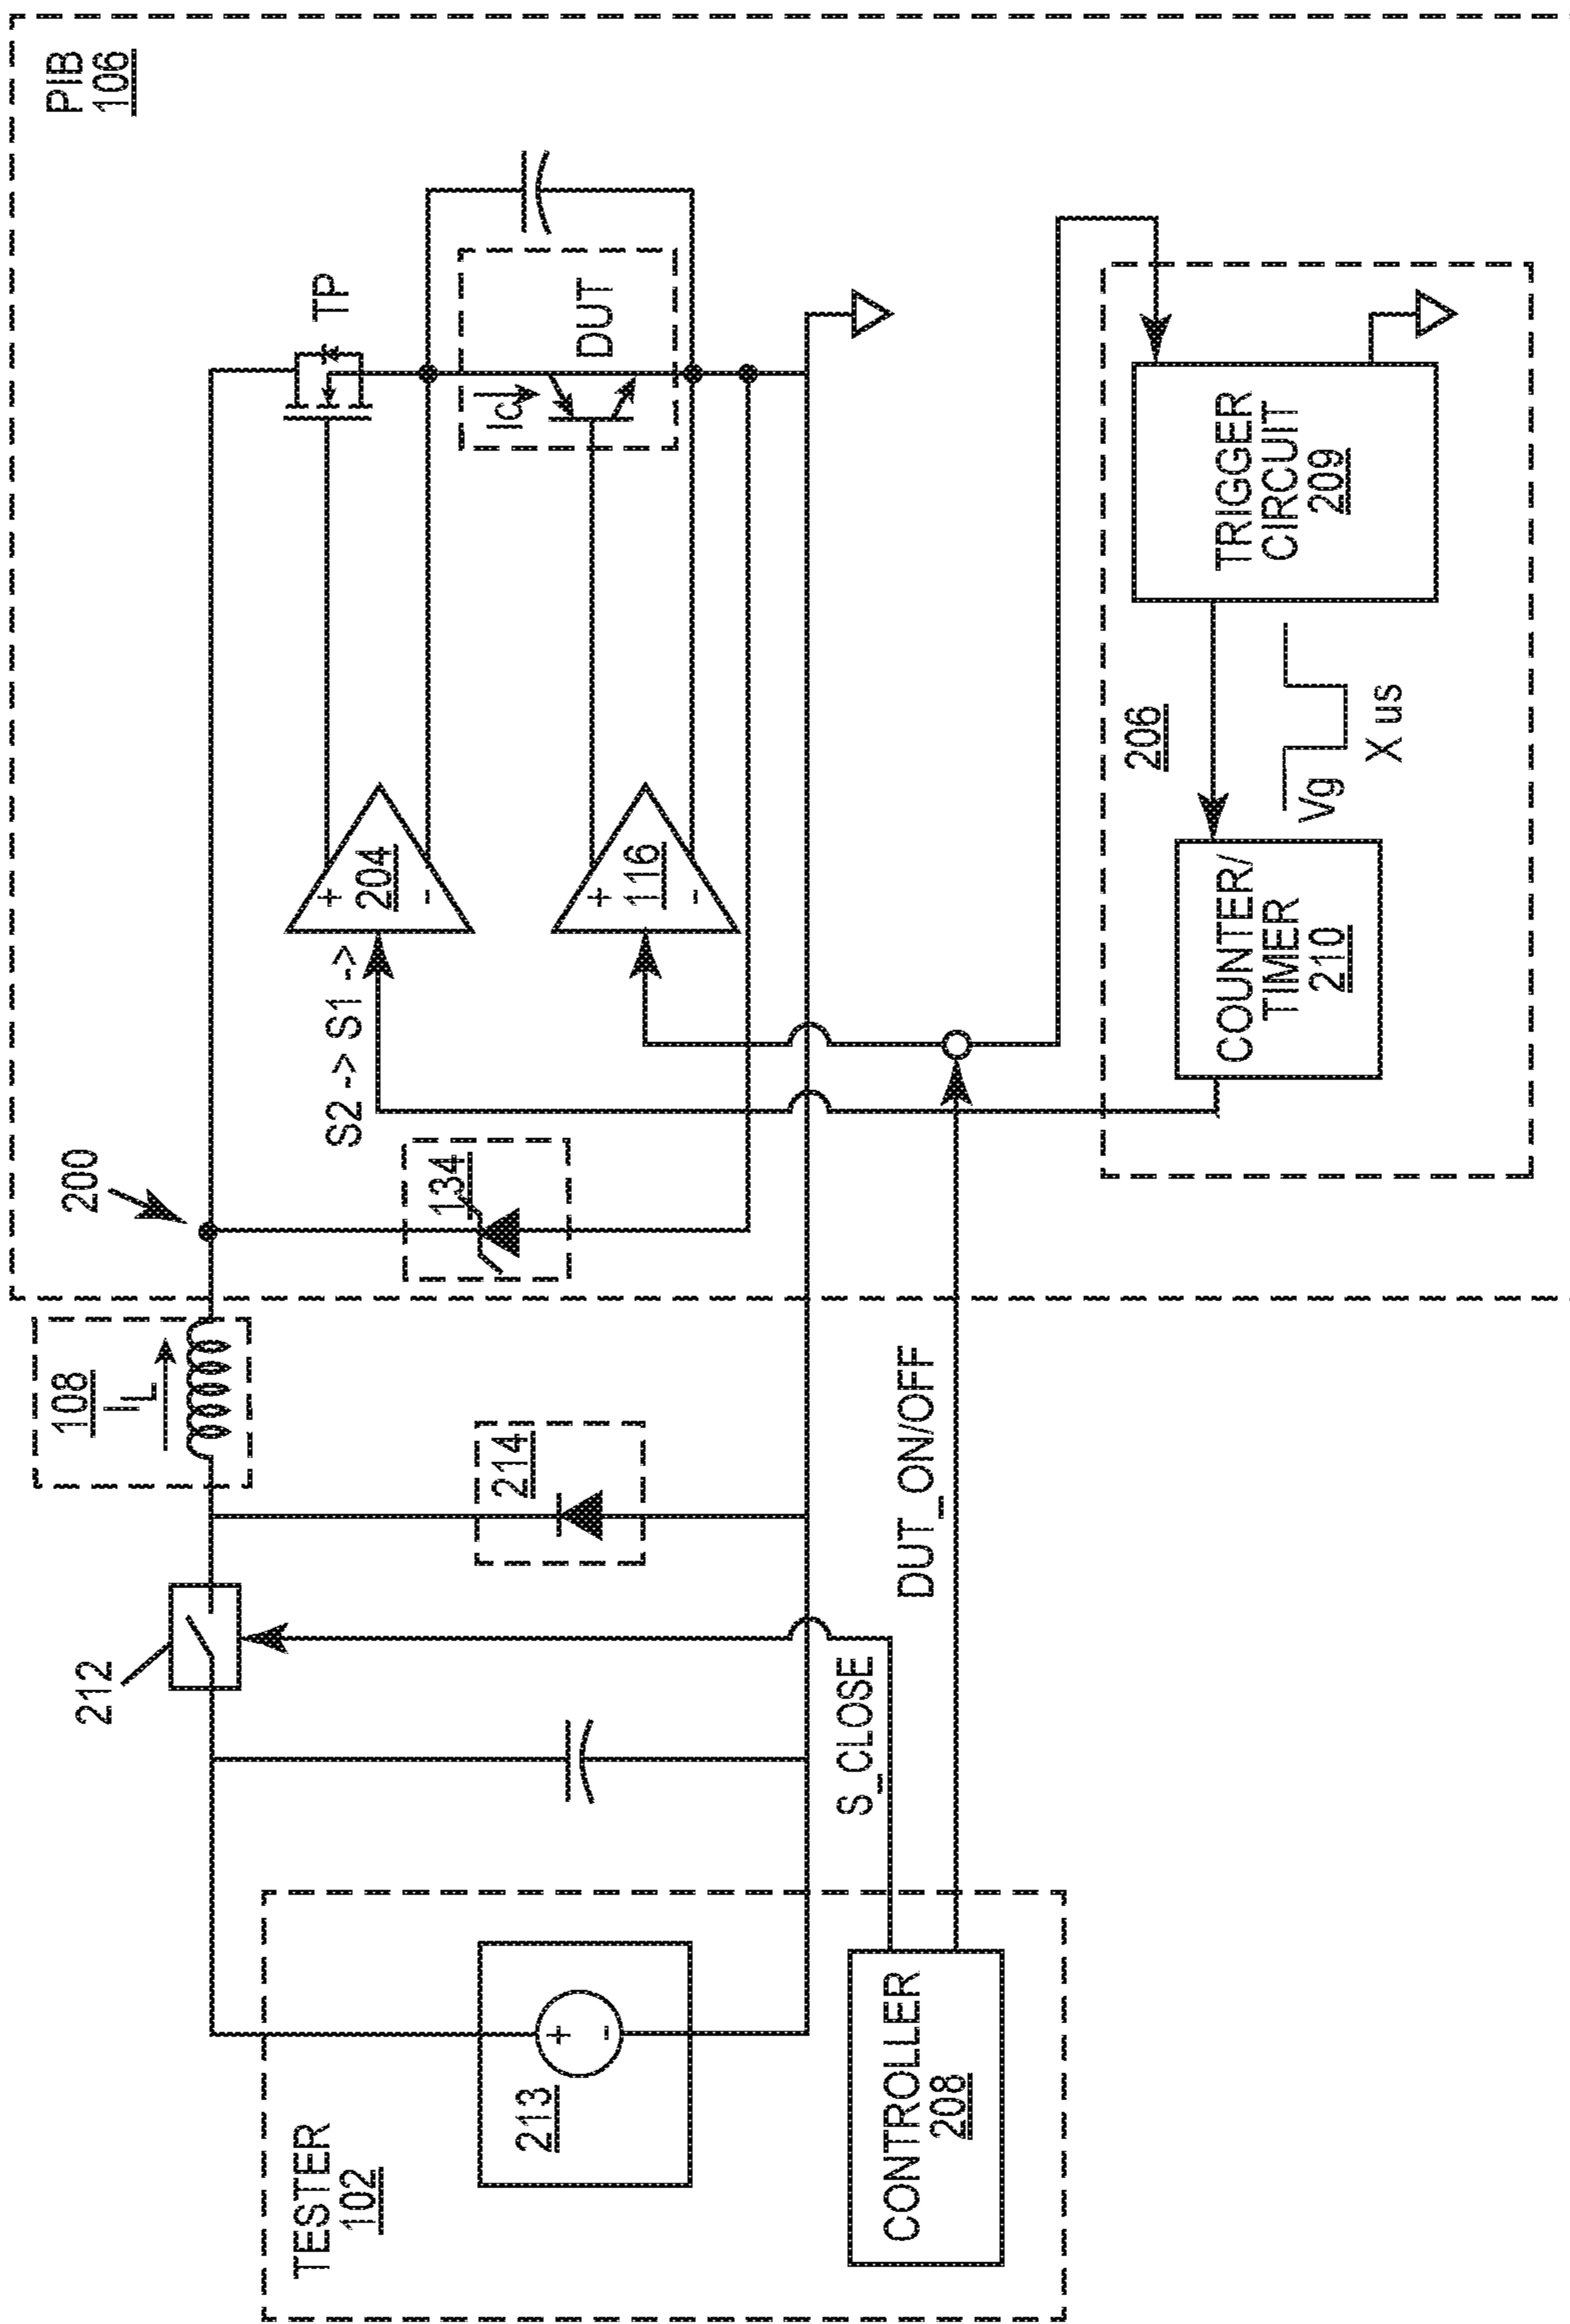 TESTER
102
213
+
-
CONTROLLER
208
212
S_CLOSE
DUT_ON/OFF
214
108
I_L
200
134
PIB
106
S2 -> S1 ->
+
204
-
+
116
-
TP
Ic
DUT
206
COUNTER/
TIMER
210
Vg
X us
TRIGGER
CIRCUIT
209